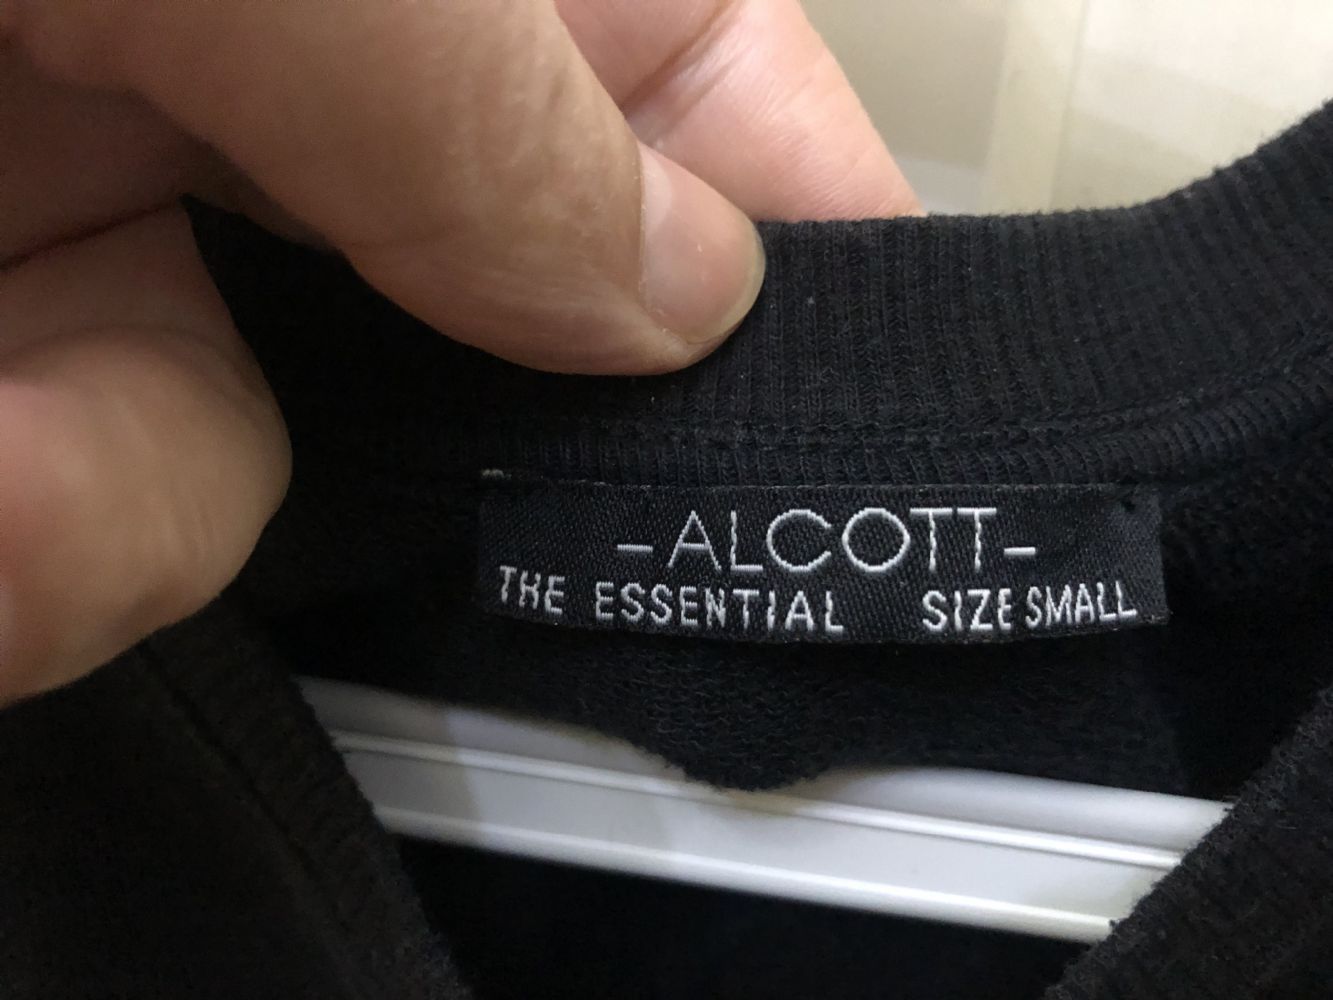 -ALCOTT-
THE ESSENTIAL SIZE SMALL